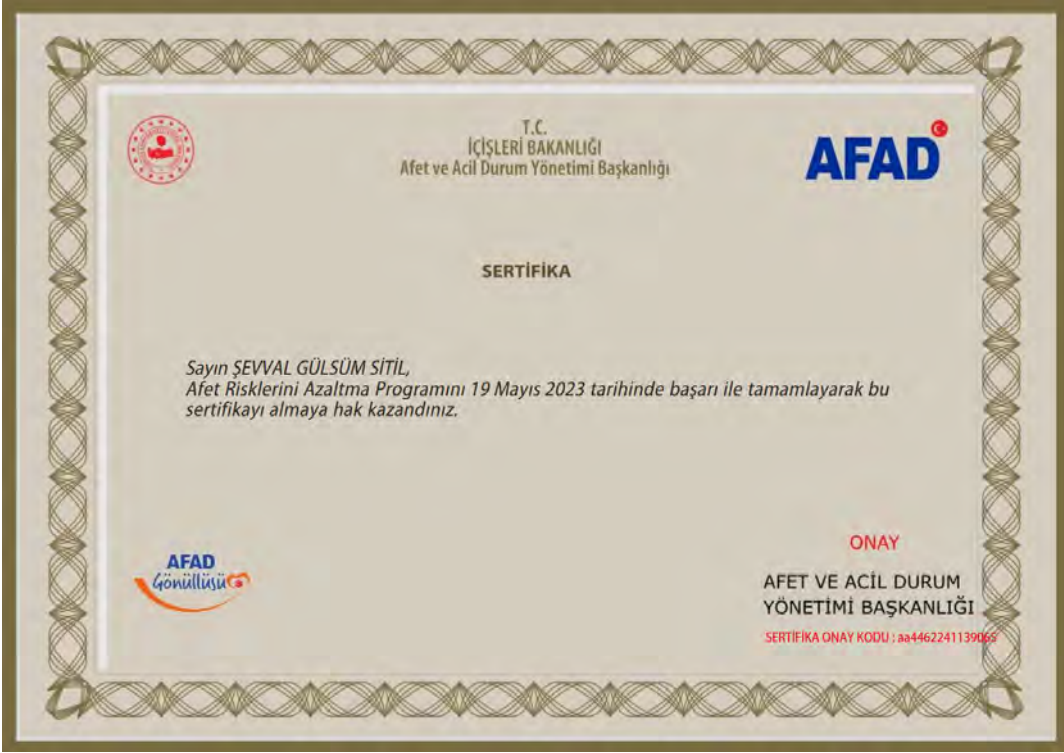 T.C.
İÇİŞLERİ BAKANLIĞI
Afet ve Acil Durum Yönetimi Başkanlığı
AFAD
SERTİFİKA
Sayın ŞEVVAL GÜLSÜM SİTİL,
Afet Risklerini Azaltma Programını 19 Mayıs 2023 tarihinde başarı ile tamamlayarak bu
sertifikayı almaya hak kazandınız.
AFAD
Gönüllüsü
ONAY
AFET VE ACİL DURUM
YÖNETİMİ BAŞKANLIĞI
SERTİFİKA ONAY KODU : aa4462241139065